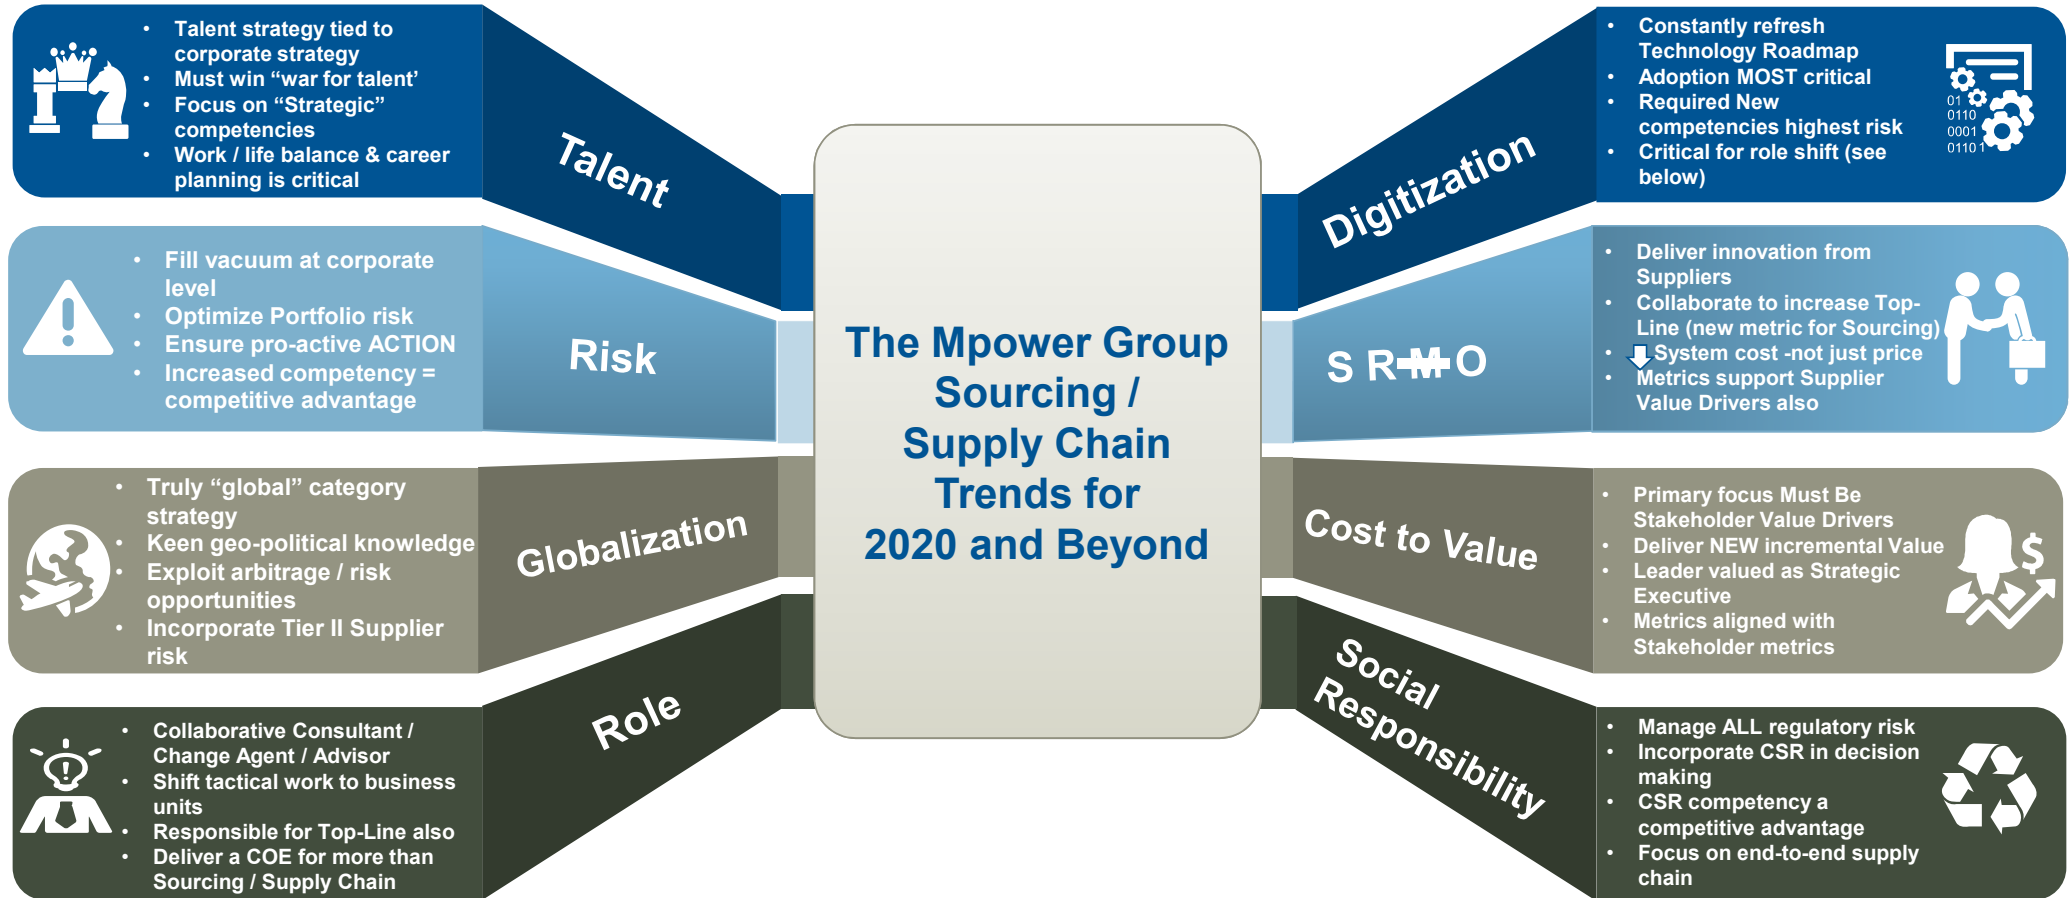 • Talent strategy tied to
corporate strategy
• Must win “war for talent’
• Focus on “Strategic”
competencies
• Work / life balance & career
planning is critical
Talent
• Fill vacuum at corporate
level
• Optimize Portfolio risk
• Ensure pro-active ACTION
• Increased competency =
competitive advantage
Risk
• Truly “global” category
strategy
• Keen geo-political knowledge
• Exploit arbitrage / risk
opportunities
• Incorporate Tier II Supplier
risk
Globalization
• Collaborative Consultant /
Change Agent / Advisor
• Shift tactical work to business
units
• Responsible for Top-Line also
• Deliver a COE for more than
Sourcing / Supply Chain
Role
The Mpower Group
Sourcing /
Supply Chain
Trends for
2020 and Beyond
Digitization
• Constantly refresh
Technology Roadmap
• Adoption MOST critical
• Required New
competencies highest risk
• Critical for role shift (see
below)
01
0110
0001
0110 1
S R M O
• Deliver innovation from
Suppliers
• Collaborate to increase Top-
Line (new metric for Sourcing)
• System cost -not just price
• Metrics support Supplier
Value Drivers also
Cost to Value
• Primary focus Must Be
Stakeholder Value Drivers
• Deliver NEW incremental Value
• Leader valued as Strategic
Executive
• Metrics aligned with
Stakeholder metrics
$
Social
Responsibility
• Manage ALL regulatory risk
• Incorporate CSR in decision
making
• CSR competency a
competitive advantage
• Focus on end-to-end supply
chain